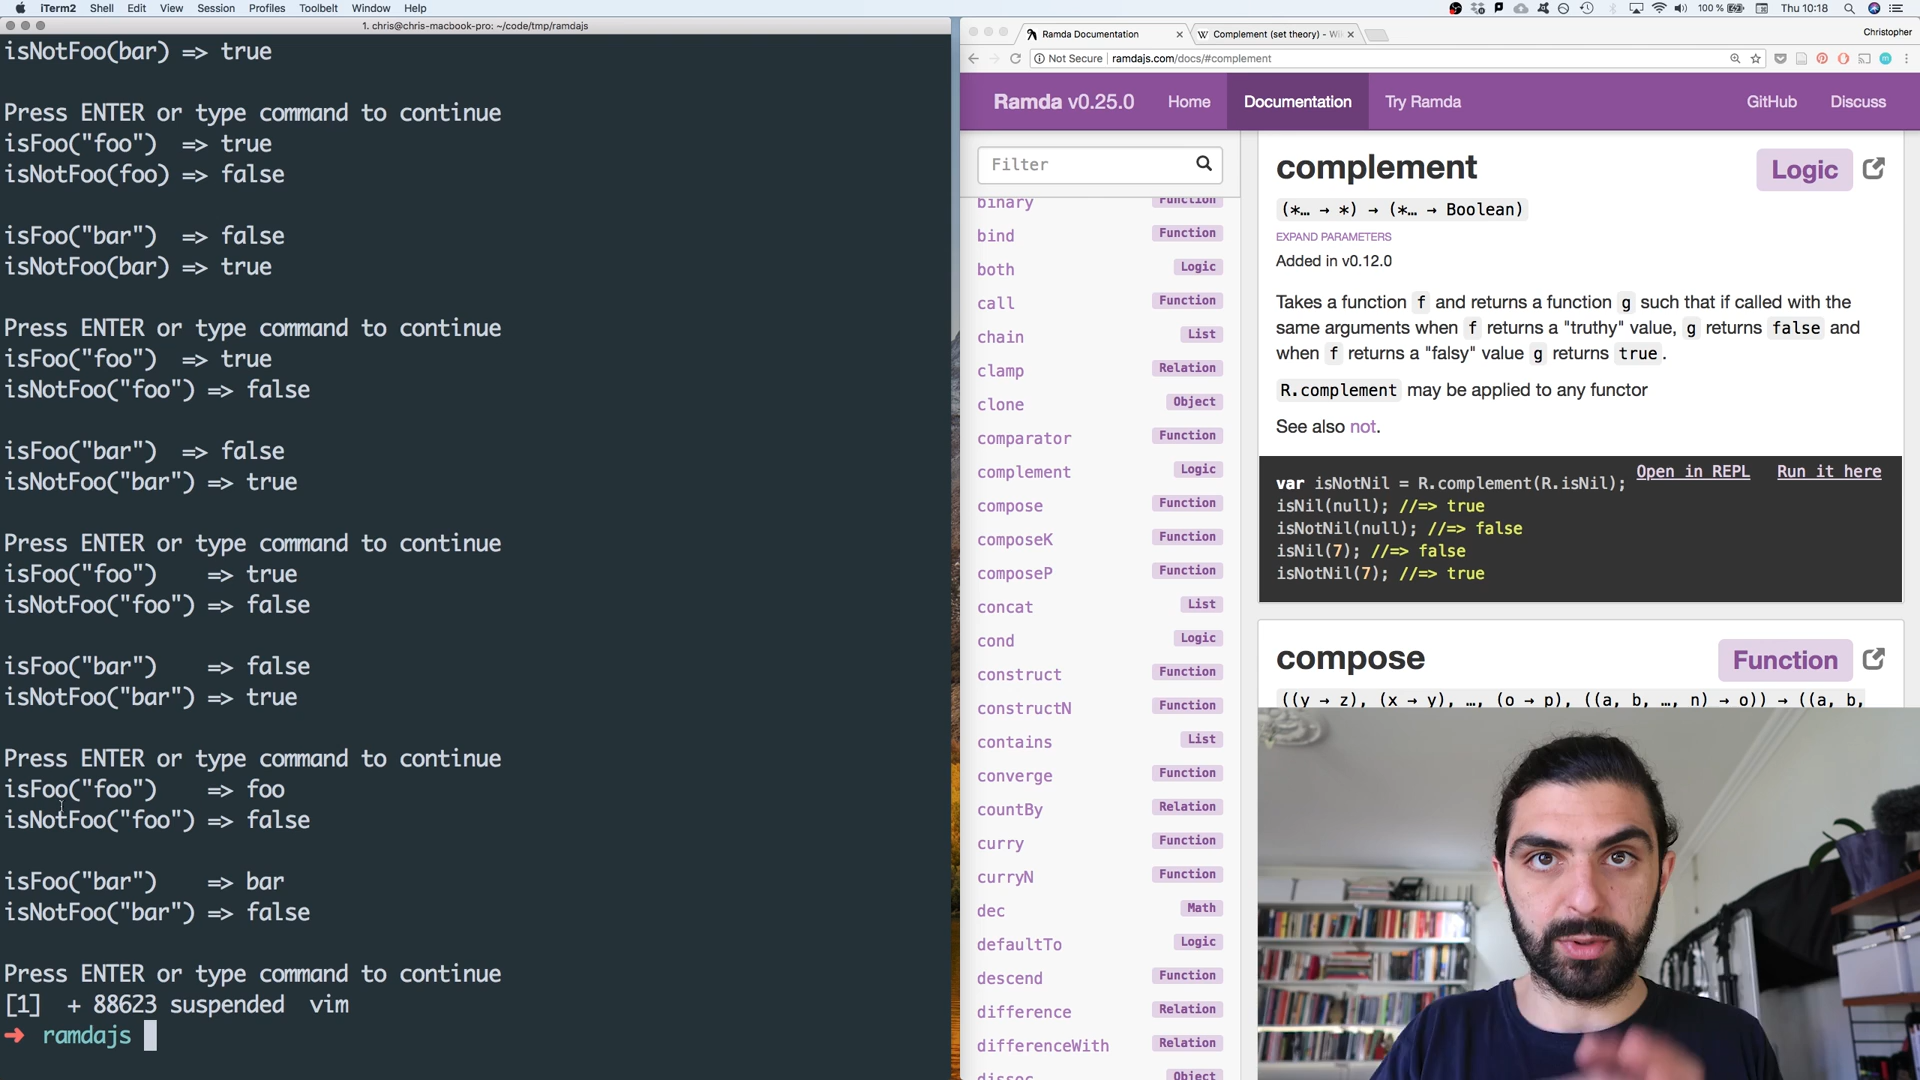 iTerm2 Shell Edit View Session Profiles Toolbelt Window Help
100 % Thu 10:18
1. chris@chris-macbook-pro: ~/code/tmp/ramdajs
isNotFoo(bar) => true
Press ENTER or type command to continue
isFoo("foo") => true
isNotFoo(foo) => false
isFoo("bar") => false
isNotFoo(bar) => true
Press ENTER or type command to continue
isFoo("foo") => true
isNotFoo("foo") => false
isFoo("bar") => false
isNotFoo("bar") => true
Press ENTER or type command to continue
isFoo("foo") => true
isNotFoo("foo") => false
isFoo("bar") => false
isNotFoo("bar") => true
Press ENTER or type command to continue
isFoo("foo") => foo
isNotFoo("foo") => false
isFoo("bar") => bar
isNotFoo("bar") => false
Press ENTER or type command to continue
[1] + 88623 suspended vim
➜ ramdajs
Ramda Documentation
Complement (set theory) - Wi
Christopher
Not Secure ramdajs.com/docs/#complement
Ramda v0.25.0 Home Documentation Try Ramda GitHub Discuss
Filter
binary Function
bind Function
both Logic
call Function
chain List
clamp Relation
clone Object
comparator Function
complement Logic
compose Function
composeK Function
composeP Function
concat List
cond Logic
construct Function
constructN Function
contains List
converge Function
countBy Relation
curry Function
curryN Function
dec Math
defaultTo Logic
descend Function
difference Relation
differenceWith Relation
dissoc Object
complement Logic
(*… → *) → (*… → Boolean)
EXPAND PARAMETERS
Added in v0.12.0
Takes a function f and returns a function g such that if called with the
same arguments when f returns a "truthy" value, g returns false and
when f returns a "falsy" value g returns true.
R.complement may be applied to any functor
See also not.
Open in REPL Run it here
var isNotNil = R.complement(R.isNil);
isNil(null); //=> true
isNotNil(null); //=> false
isNil(7); //=> false
isNotNil(7); //=> true
compose Function
((y → z), (x → y), …, (o → p), ((a, b, …, n) → o)) → ((a, b,